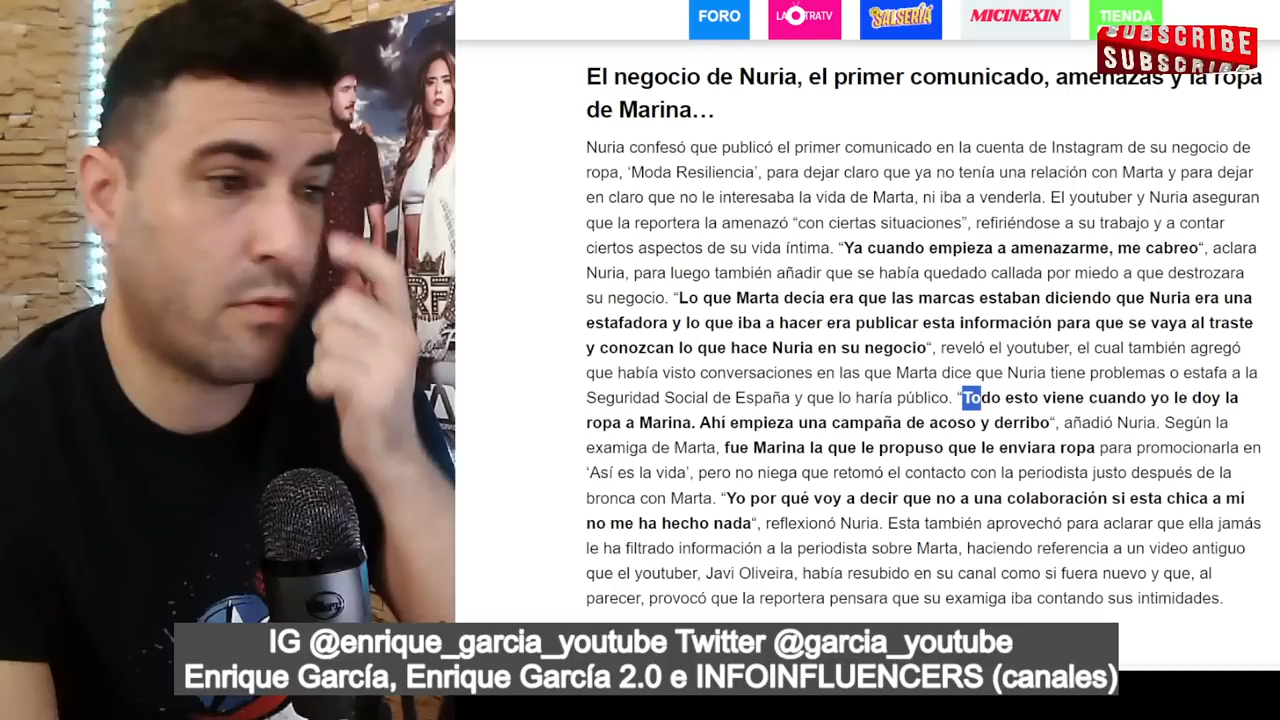 FORO
LA OTRATV
SALSERÍA
MICINEXIN
TIENDA
SUBSCRIBE
SUBSCRIBE
El negocio de Nuria, el primer comunicado, amenazas y la ropa
de Marina…
Nuria confesó que publicó el primer comunicado en la cuenta de Instagram de su negocio de
ropa, ‘Moda Resiliencia’, para dejar claro que ya no tenía una relación con Marta y para dejar
en claro que no le interesaba la vida de Marta, ni iba a venderla. El youtuber y Nuria aseguran
que la reportera la amenazó “con ciertas situaciones”, refiriéndose a su trabajo y a contar
ciertos aspectos de su vida íntima. “Ya cuando empieza a amenazarme, me cabreo“, aclara
Nuria, para luego también añadir que se había quedado callada por miedo a que destrozara
su negocio. “Lo que Marta decía era que las marcas estaban diciendo que Nuria era una
estafadora y lo que iba a hacer era publicar esta información para que se vaya al traste
y conozcan lo que hace Nuria en su negocio“, reveló el youtuber, el cual también agregó
que había visto conversaciones en las que Marta dice que Nuria tiene problemas o estafa a la
Seguridad Social de España y que lo haría público. “Todo esto viene cuando yo le doy la
ropa a Marina. Ahí empieza una campaña de acoso y derribo“, añadió Nuria. Según la
examiga de Marta, fue Marina la que le propuso que le enviara ropa para promocionarla en
‘Así es la vida’, pero no niega que retomó el contacto con la periodista justo después de la
bronca con Marta. “Yo por qué voy a decir que no a una colaboración si esta chica a mí
no me ha hecho nada“, reflexionó Nuria. Esta también aprovechó para aclarar que ella jamás
le ha filtrado información a la periodista sobre Marta, haciendo referencia a un video antiguo
que el youtuber, Javi Oliveira, había resubido en su canal como si fuera nuevo y que, al
parecer, provocó que la reportera pensara que su examiga iba contando sus intimidades.
IG @enrique_garcia_youtube Twitter @garcia_youtube
Enrique García, Enrique García 2.0 e INFOINFLUENCERS (canales)